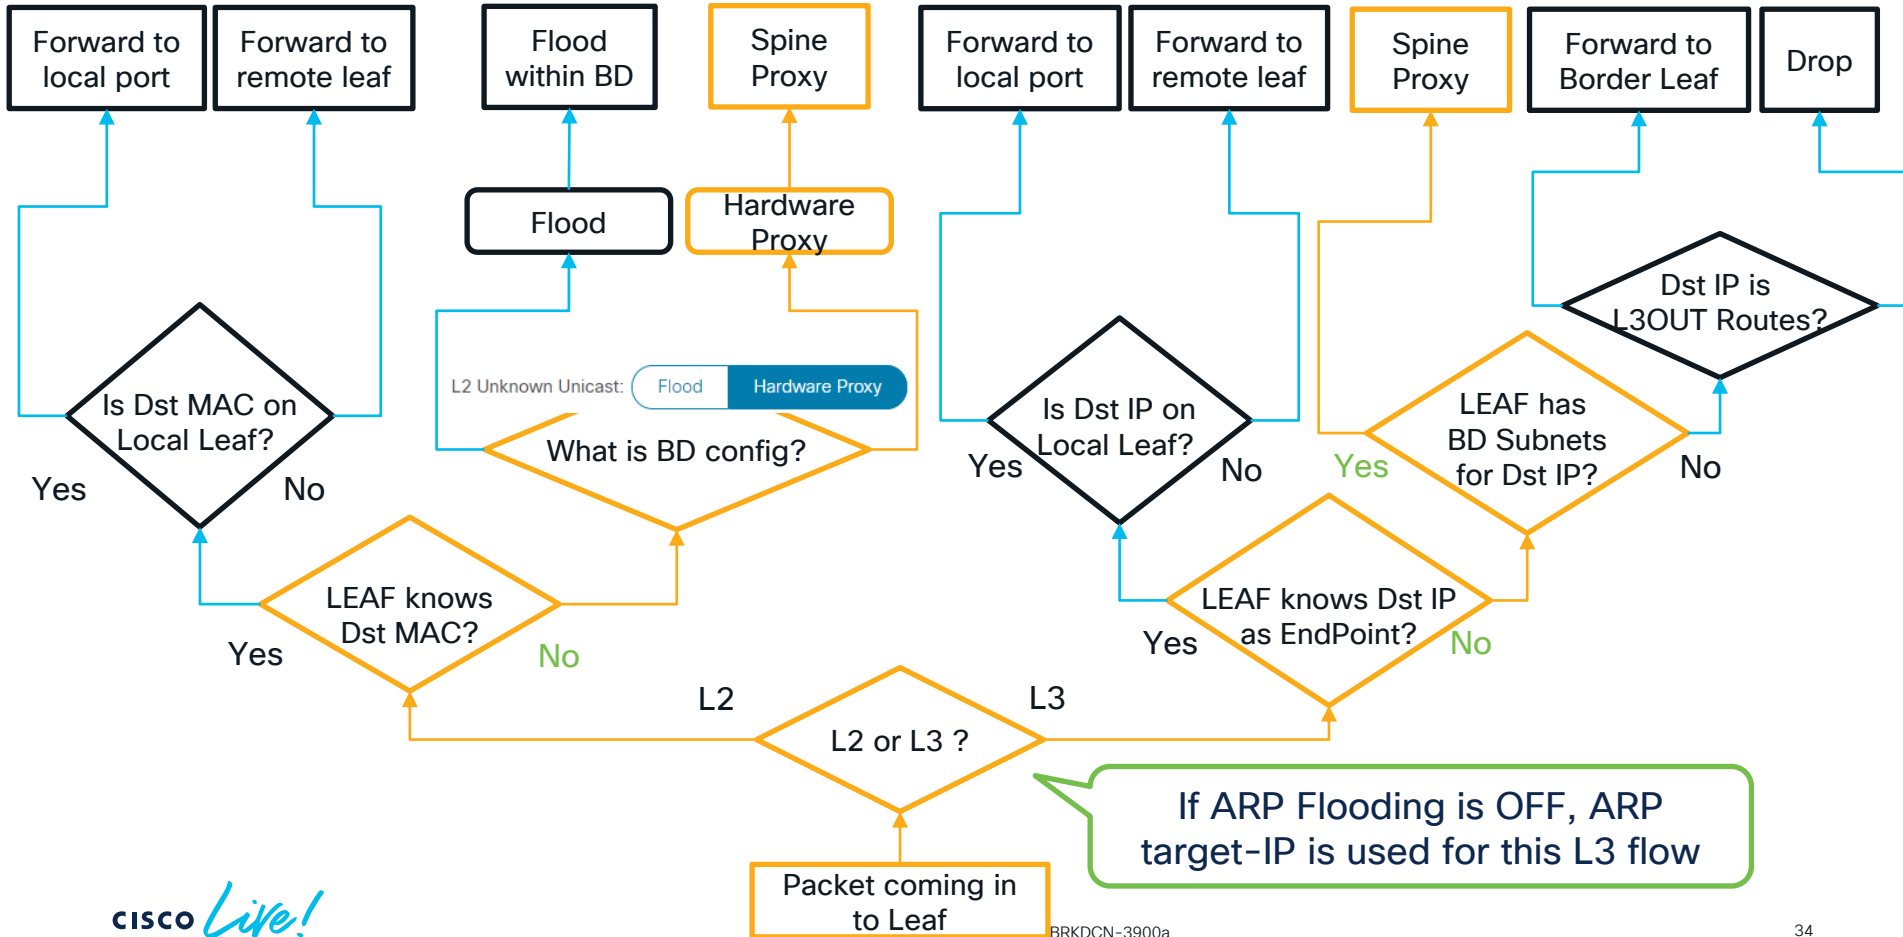 Forward to
local port
Forward to
remote leaf
Flood
within BD
Spine
Proxy
Forward to
local port
Forward to
remote leaf
Spine
Proxy
Forward to
Border Leaf
Drop
Flood
Hardware
Proxy
Dst IP is
L3OUT Routes?
L2 Unknown Unicast: Flood Hardware Proxy
Is Dst MAC on
Local Leaf?
Yes
No
What is BD config?
Is Dst IP on
Local Leaf?
Yes
No
LEAF has
BD Subnets
for Dst IP?
Yes
No
LEAF knows
Dst MAC?
Yes
No
LEAF knows Dst IP
as EndPoint?
Yes
No
L2
L3
L2 or L3 ?
If ARP Flooding is OFF, ARP
target-IP is used for this L3 flow
Packet coming in
to Leaf
CISCO Live!
BRKDCN-3900a
34